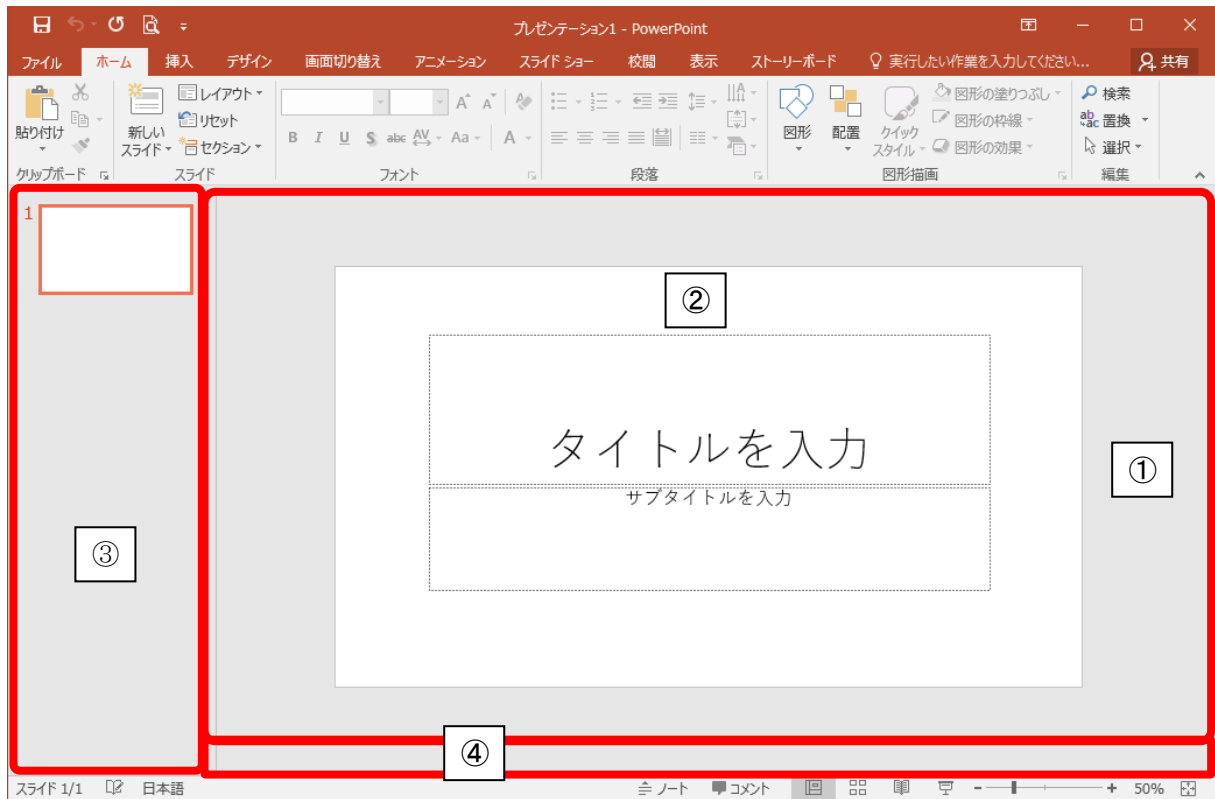 プレゼンテーション1 - PowerPoint
ファイル ホーム 挿入 デザイン 画面切り替え アニメーション スライド ショー 校閲 表示 ストーリーボード 実行したい作業を入力してください... 共有
貼り付け
新しい
スライド
レイアウト
リセット
セクション
B I U S abc AV Aa A
図形
配置
クイック
スタイル
図形の塗りつぶし
図形の枠線
図形の効果
検索
置換
選択
クリップボード スライド フォント 段落 図形描画 編集
1
②
タイトルを入力
サブタイトルを入力
①
③
④
スライド 1/1 日本語 ノート コメント 50%